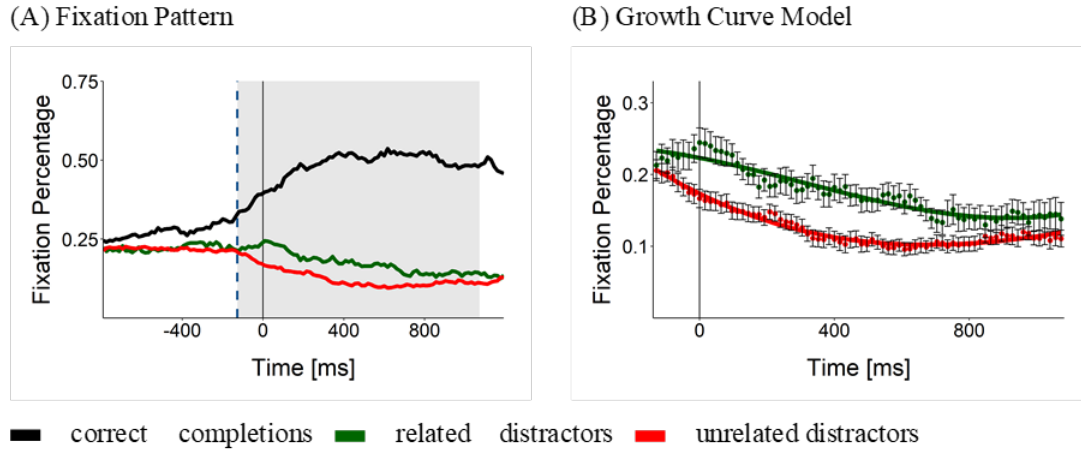 (A) Fixation Pattern
(B) Growth Curve Model
0.75
0.50
0.25
Fixation Percentage
-400
0
400
800
Time [ms]
0.3
0.2
0.1
Fixation Percentage
0
400
800
Time [ms]
correct completions related distractors unrelated distractors